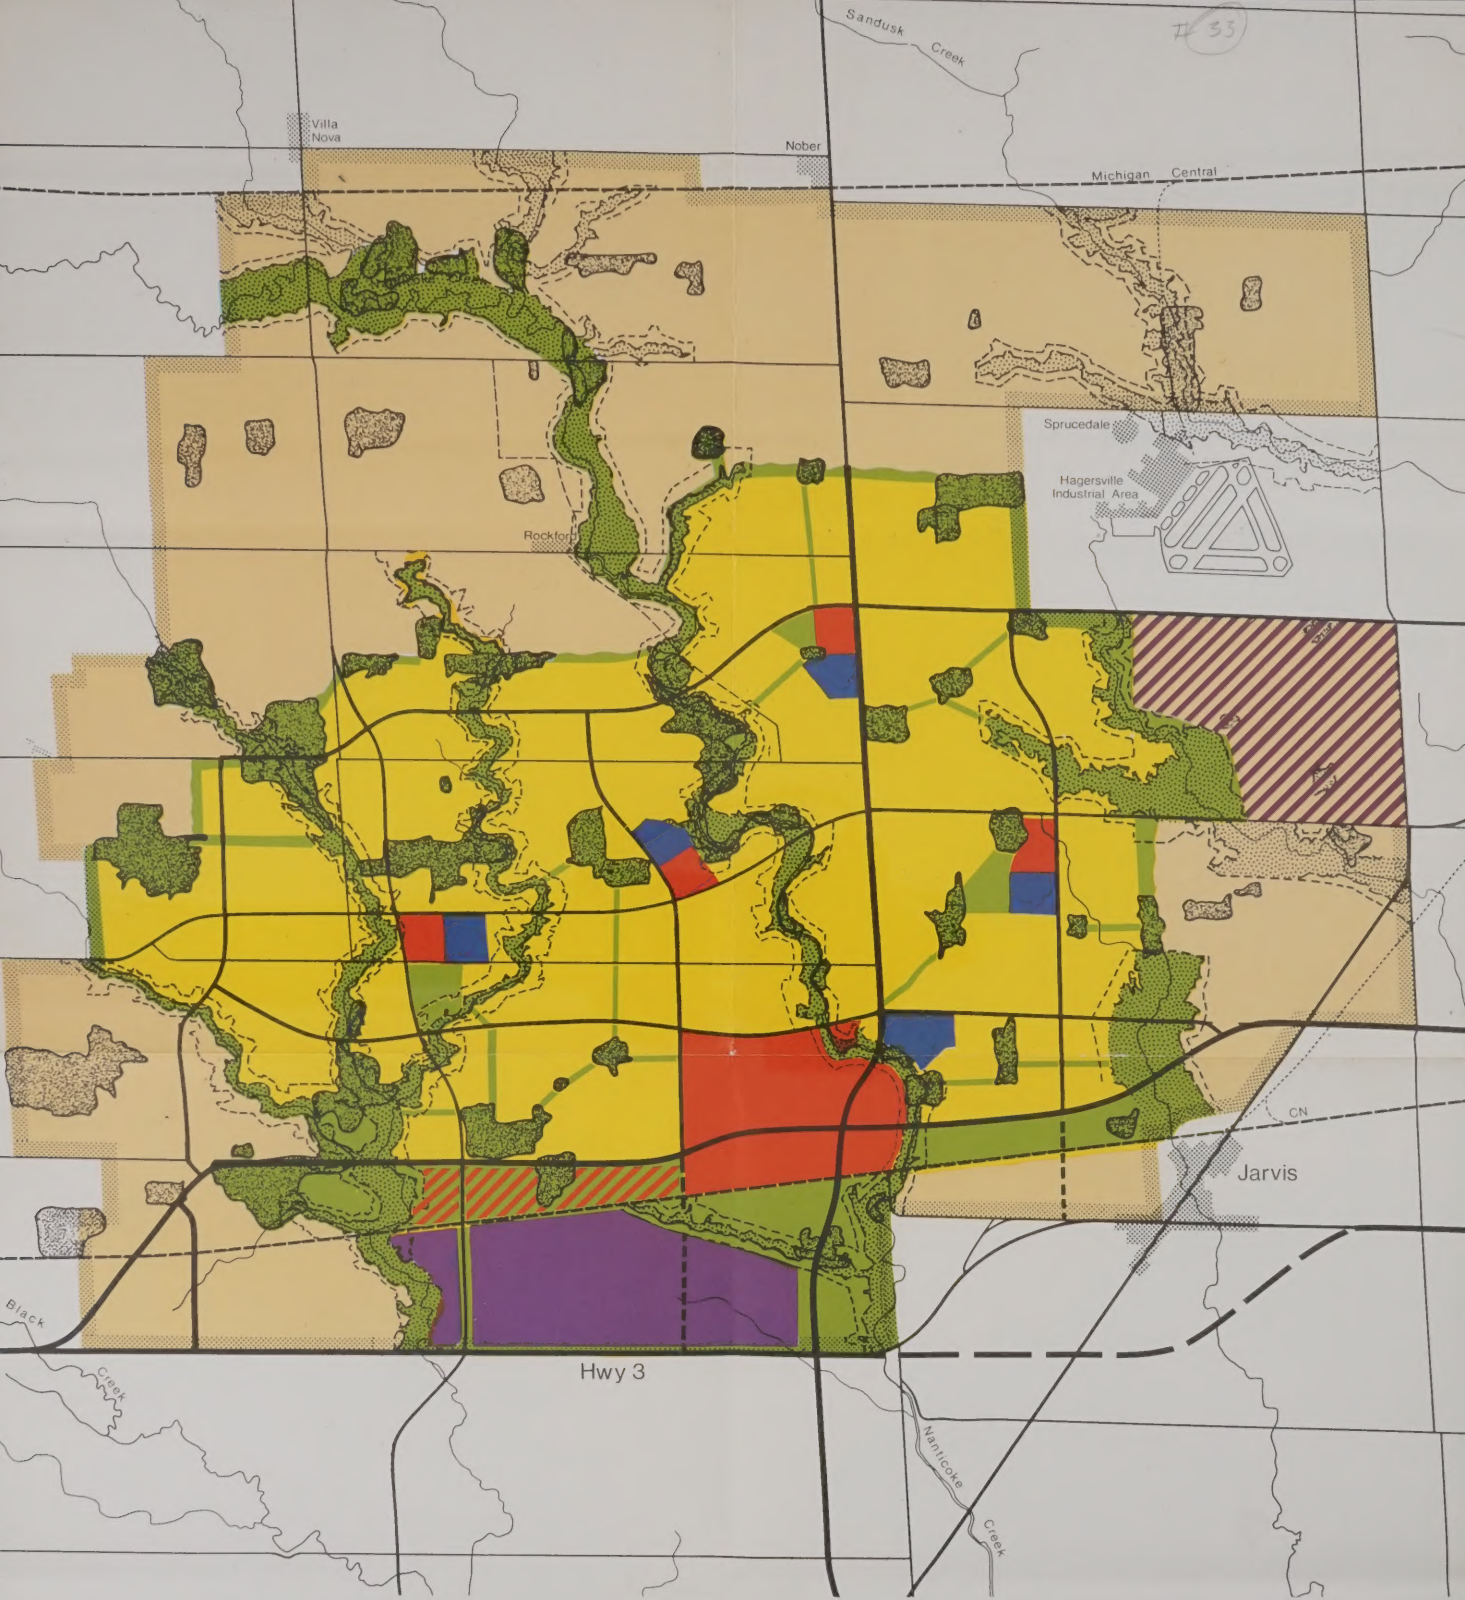 Sandusk
Creek
# 33
Villa
Nova
Nober
Michigan Central
Sprucedale
Hagersville
Industrial Area
Rockford
CN
Jarvis
Black
Creek
Hwy 3
Nanticoke
Creek